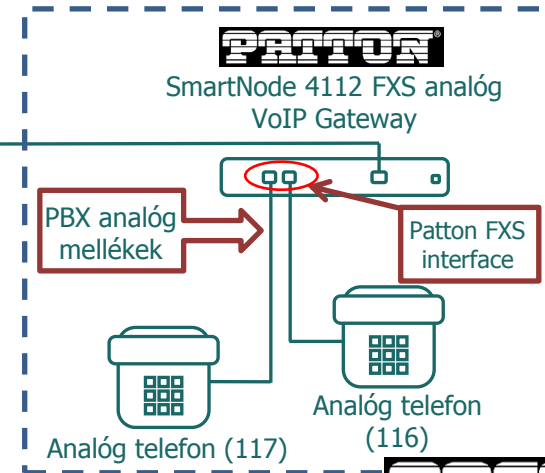 PATTON®
SmartNode 4112 FXS analóg
VoIP Gateway
PBX analóg
mellékek
Patton FXS
interface
Analóg telefon
(116)
Analóg telefon (117)